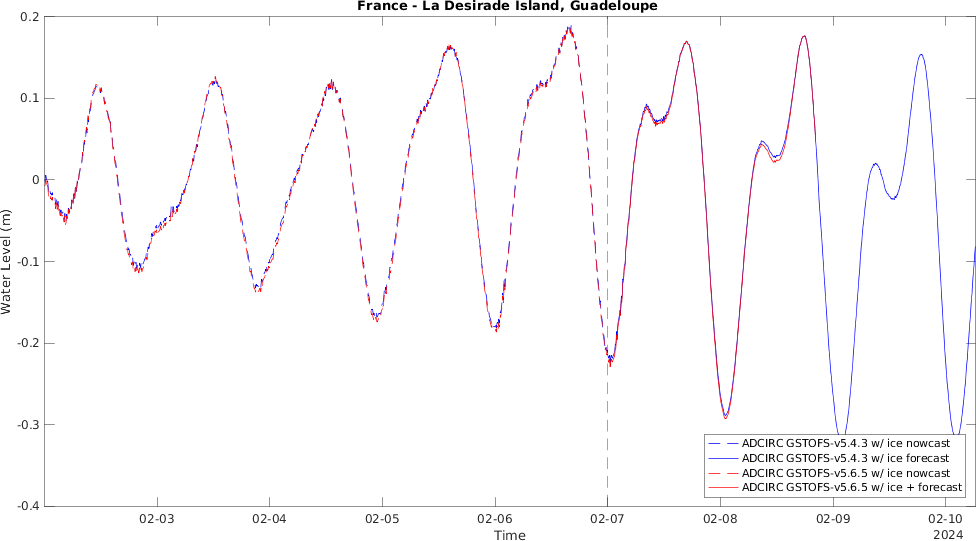 France - La Desirade Island, Guadeloupe
Water Level (m)
0.2
0.1
0
-0.1
-0.2
-0.3
-0.4
ADCIRC GSTOFS-v5.4.3 w/ ice nowcast
ADCIRC GSTOFS-v5.4.3 w/ ice forecast
ADCIRC GSTOFS-v5.6.5 w/ ice nowcast
ADCIRC GSTOFS-v5.6.5 w/ ice + forecast
02-03 02-04 02-05 02-06 02-07 02-08 02-09 02-10
2024
Time